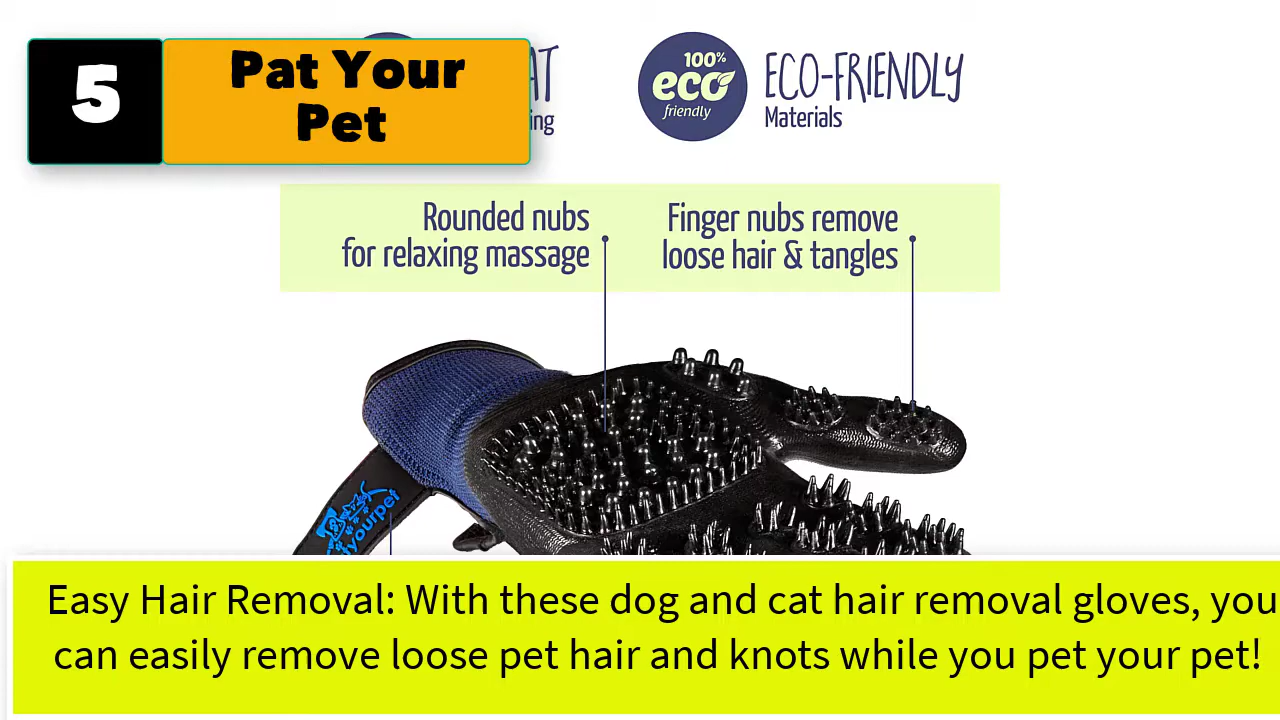 5
Pat Your
Pet
100%
eco
friendly
ECO-FRIENDLY
Materials
Rounded nubs
for relaxing massage
Finger nubs remove
loose hair & tangles
Easy Hair Removal: With these dog and cat hair removal gloves, you
can easily remove loose pet hair and knots while you pet your pet!